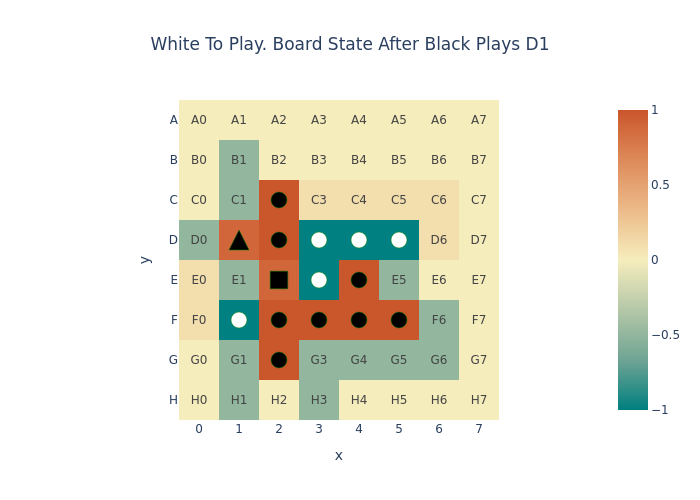 White To Play. Board State After Black Plays D1
A A0 A1 A2 A3 A4 A5 A6 A7
B B0 B1 B2 B3 B4 B5 B6 B7
C C0 C1 C3 C4 C5 C6 C7
D D0 D6 D7
E E0 E1 E5 E6 E7
F F0 F6 F7
G G0 G1 G3 G4 G5 G6 G7
H H0 H1 H2 H3 H4 H5 H6 H7
0 1 2 3 4 5 6 7
x
y
1
0.5
0
−0.5
−1